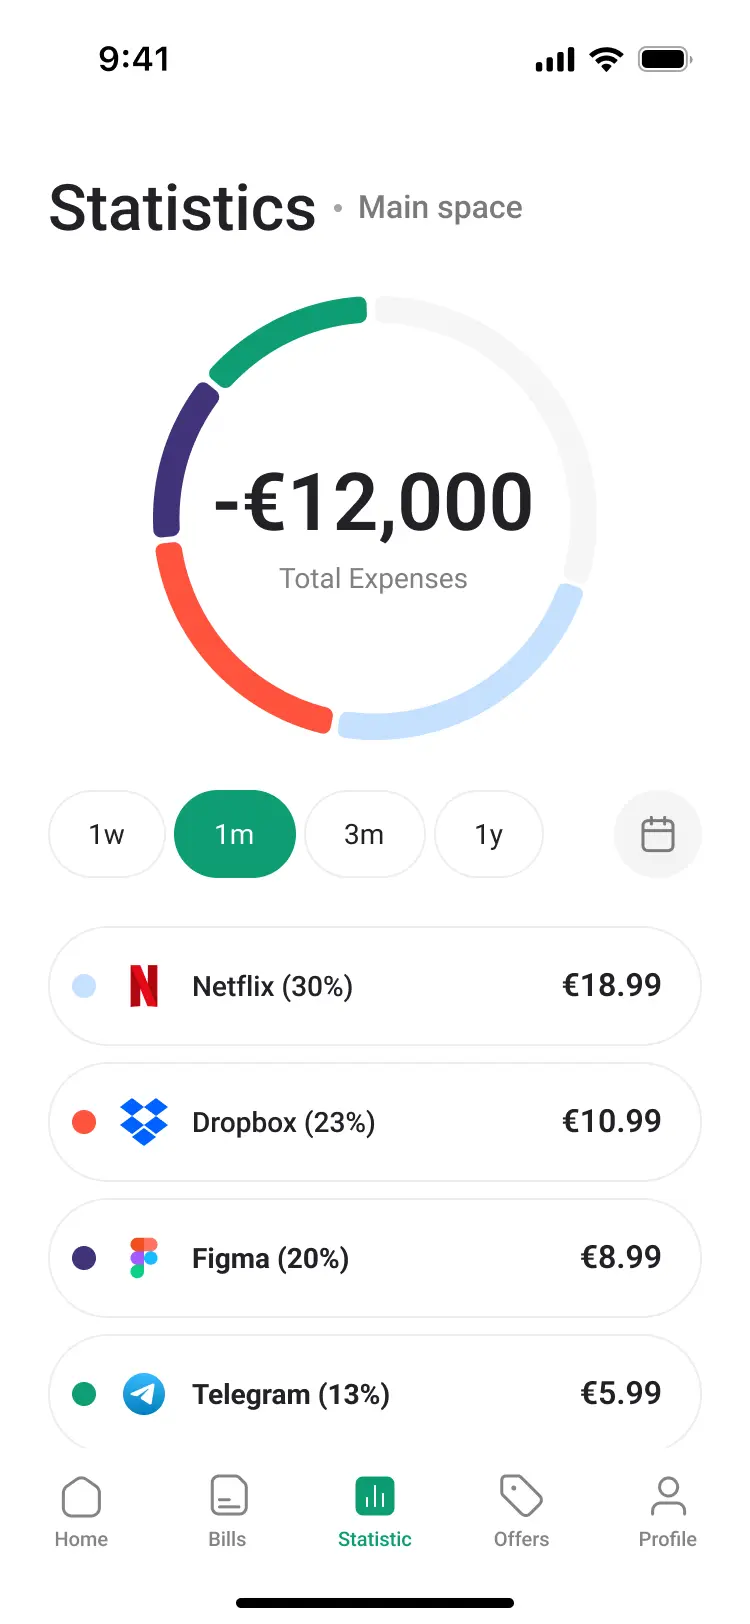 9:41
Statistics • Main space
-€12,000
Total Expenses
1w 1m 3m 1y
Netflix (30%) €18.99
Dropbox (23%) €10.99
Figma (20%) €8.99
Telegram (13%) €5.99
Home Bills Statistic Offers Profile